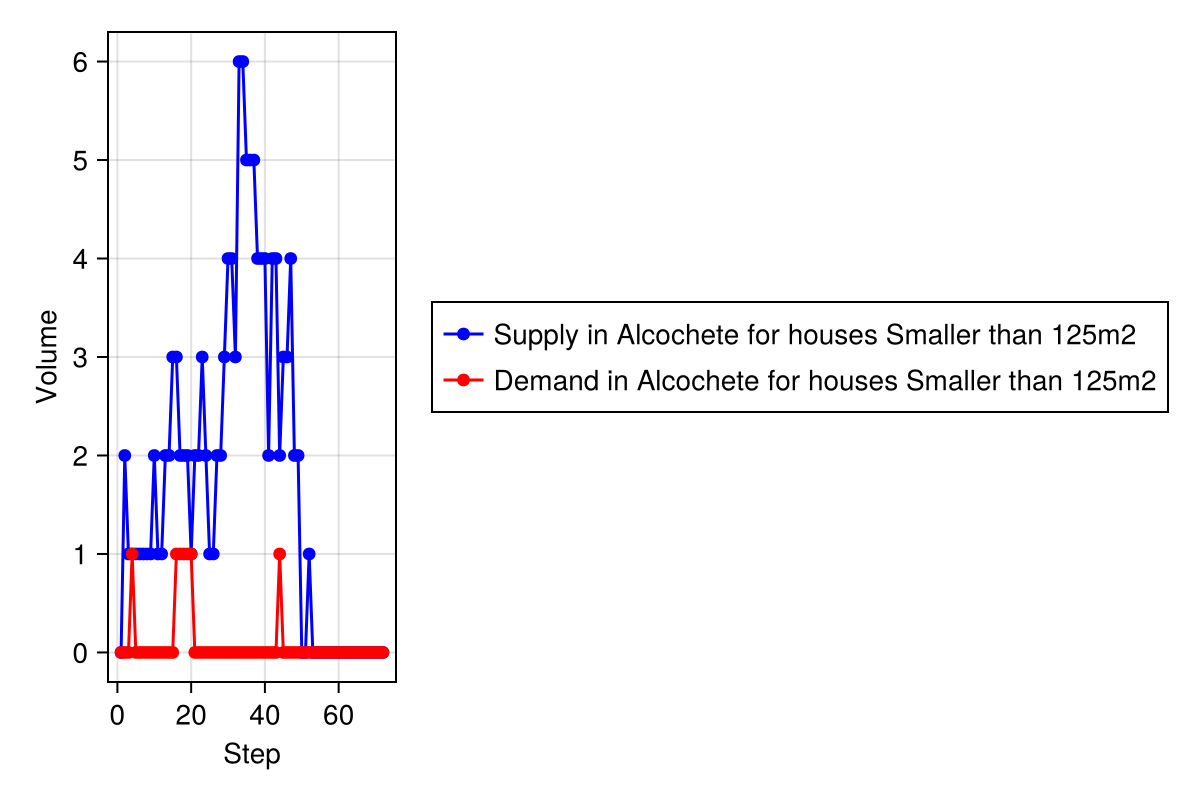 6
5
4
3
2
1
0
Volume
0 20 40 60
Step
Supply in Alcochete for houses Smaller than 125m2
Demand in Alcochete for houses Smaller than 125m2